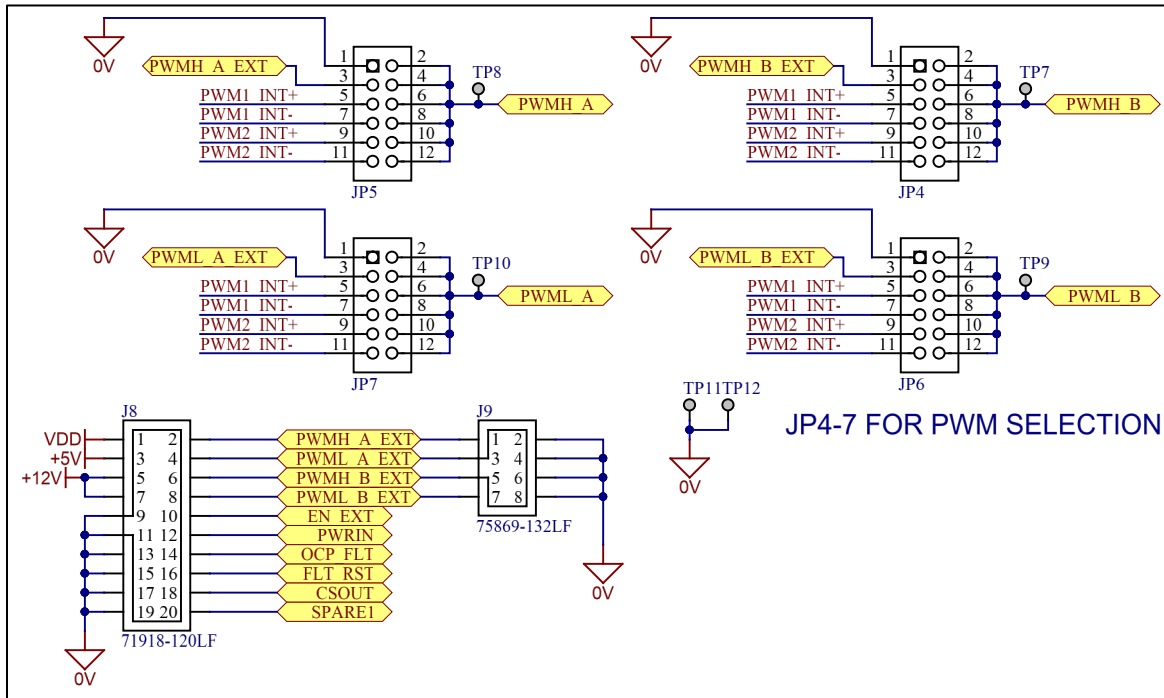 0V
PWMH_A_EXT
PWM1_INT+
PWM1_INT-
PWM2_INT+
PWM2_INT-
1 2
3 4
5 6
7 8
9 10
11 12
JP5
TP8
PWMH_A
0V
PWMH_B_EXT
PWM1_INT+
PWM1_INT-
PWM2_INT+
PWM2_INT-
1 2
3 4
5 6
7 8
9 10
11 12
JP4
TP7
PWMH_B
0V
PWML_A_EXT
PWM1_INT+
PWM1_INT-
PWM2_INT+
PWM2_INT-
1 2
3 4
5 6
7 8
9 10
11 12
JP7
TP10
PWML_A
0V
PWML_B_EXT
PWM1_INT+
PWM1_INT-
PWM2_INT+
PWM2_INT-
1 2
3 4
5 6
7 8
9 10
11 12
JP6
TP9
PWML_B
J8
VDD
+5V
+12V
1 2
3 4
5 6
7 8
9 10
11 12
13 14
15 16
17 18
19 20
71918-120LF
0V
PWMH_A_EXT
PWML_A_EXT
PWMH_B_EXT
PWML_B_EXT
EN_EXT
PWRIN
OCP_FLT
FLT_RST
CSOUT
SPARE1
J9
1 2
3 4
5 6
7 8
75869-132LF
0V
TP11 TP12
0V
JP4-7 FOR PWM SELECTION